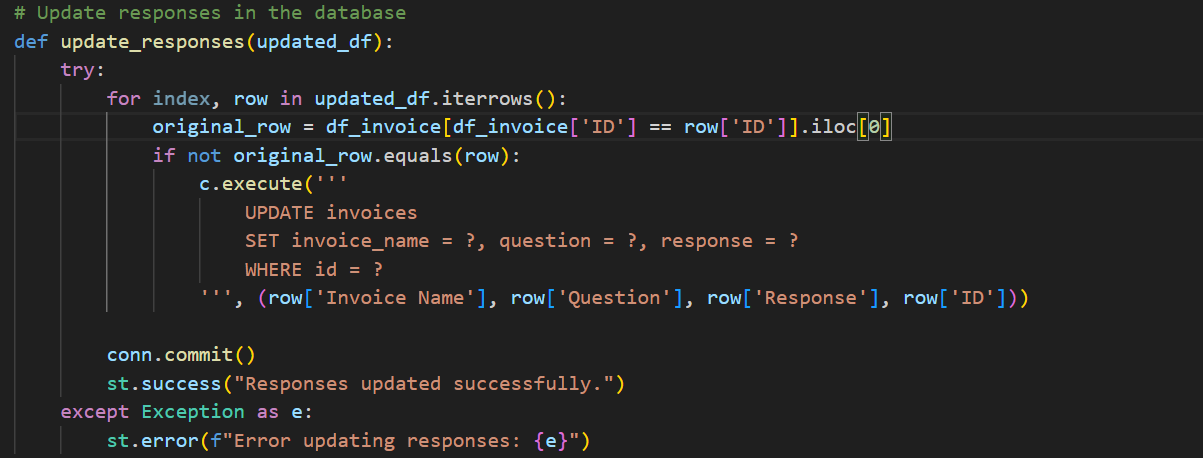 # Update responses in the database
def update_responses(updated_df):
    try:
        for index, row in updated_df.iterrows():
            original_row = df_invoice[df_invoice['ID'] == row['ID']].iloc[0]
            if not original_row.equals(row):
                c.execute('''
                    UPDATE invoices
                    SET invoice_name = ?, question = ?, response = ?
                    WHERE id = ?
                ''', (row['Invoice Name'], row['Question'], row['Response'], row['ID']))
        conn.commit()
        st.success("Responses updated successfully.")
    except Exception as e:
        st.error(f"Error updating responses: {e}")